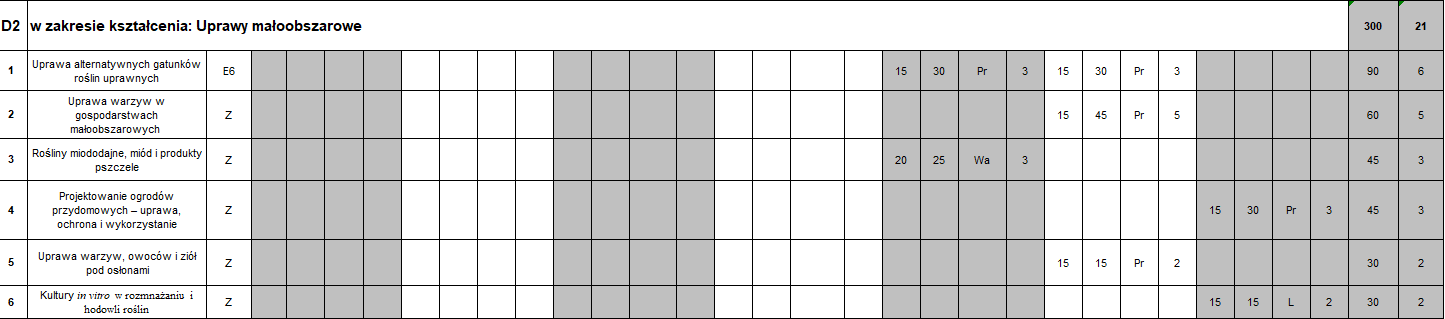 D2 w zakresie kształcenia: Uprawy małoobszarowe 300 21
1 Uprawa alternatywnych gatunków roślin uprawnych E6 15 30 Pr 3 15 30 Pr 3 90 6
2 Uprawa warzyw w gospodarstwach małoobszarowych Z 15 45 Pr 5 60 5
3 Rośliny miododajne, miód i produkty pszczele Z 20 25 Wa 3 45 3
4 Projektowanie ogrodów przydomowych – uprawa, ochrona i wykorzystanie Z 15 30 Pr 3 45 3
5 Uprawa warzyw, owoców i ziół pod osłonami Z 15 15 Pr 2 30 2
6 Kultury in vitro w rozmnażaniu i hodowli roślin Z 15 15 L 2 30 2